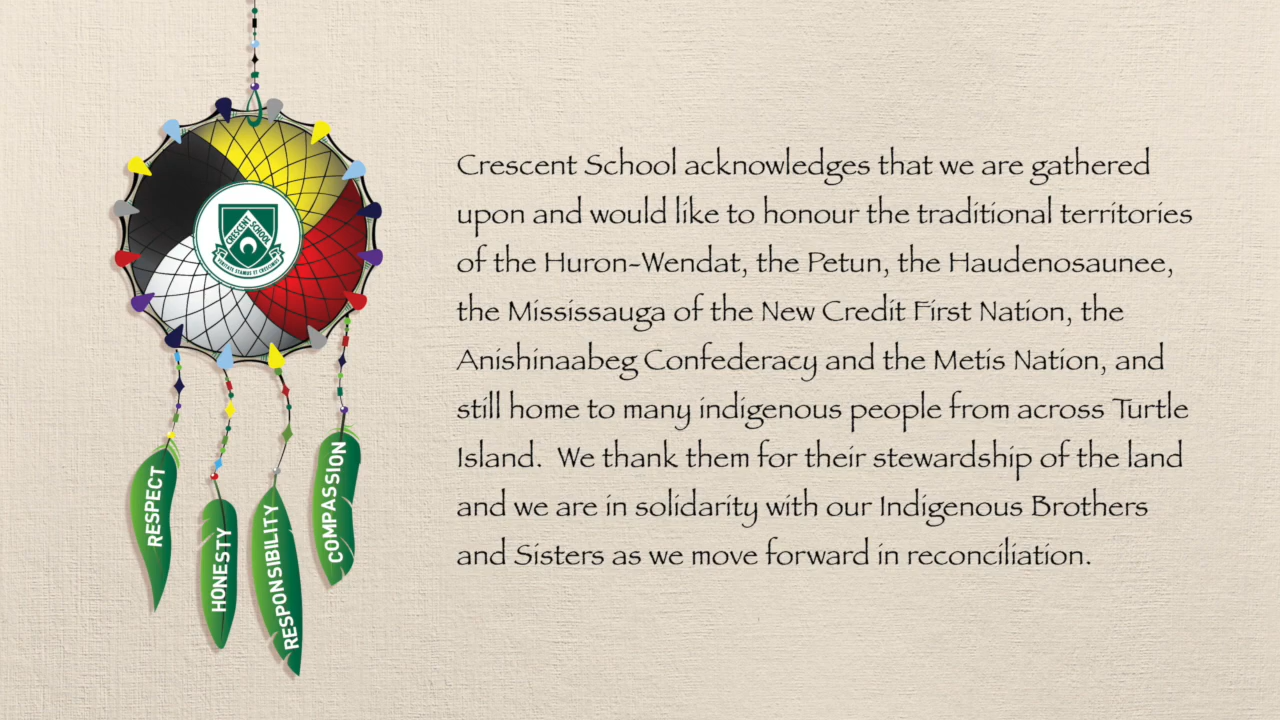 CRESCENT
SCHOOL
VERITATE STAMUS ET CRESCIMUS
RESPECT
HONESTY
RESPONSIBILITY
COMPASSION
Crescent School acknowledges that we are gathered
upon and would like to honour the traditional territories
of the Huron-Wendat, the Petun, the Haudenosaunee,
the Mississauga of the New Credit First Nation, the
Anishinaabeg Confederacy and the Metis Nation, and
still home to many indigenous people from across Turtle
Island.  We thank them for their stewardship of the land
and we are in solidarity with our Indigenous Brothers
and Sisters as we move forward in reconciliation.